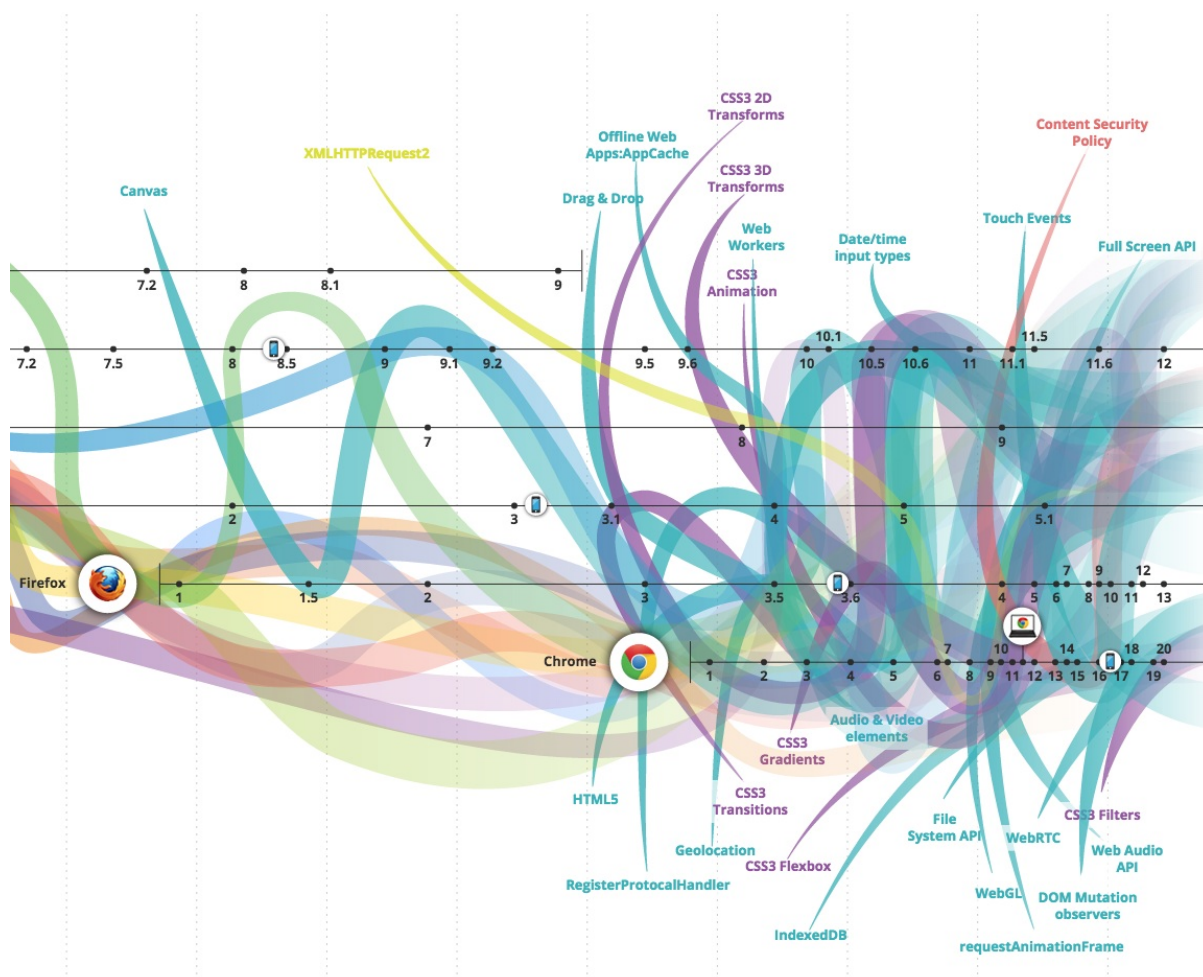 CSS3 2D
Transforms
Content Security
Policy
Offline Web
Apps:AppCache
XMLHTTPRequest2
CSS3 3D
Transforms
Canvas
Drag & Drop
Touch Events
Web
Workers
Date/time
input types
Full Screen API
CSS3
Animation
7.2 8 8.1 9
10.1 11.5
7.2 7.5 8 8.5 9 9.1 9.2 9.5 9.6 10 10.5 10.6 11 11.1 11.6 12
7 8 9
2 3 3.1 4 5 5.1
Firefox
7 9 12
1 1.5 2 3 3.5 3.6 4 5 6 8 10 11 13
Chrome
7 10 14 18 20
1 2 3 4 5 6 8 9 11 12 13 15 16 17 19
Audio & Video
elements
CSS3
Gradients
HTML5
CSS3
Transitions
CSS3 Filters
File
System API
WebRTC
Geolocation
Web Audio
API
CSS3 Flexbox
RegisterProtocalHandler
WebGL
DOM Mutation
observers
IndexedDB
requestAnimationFrame